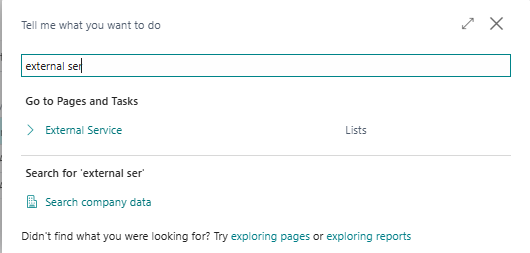 Tell me what you want to do
external ser
Go to Pages and Tasks
External Service Lists
Search for 'external ser'
Search company data
Didn't find what you were looking for? Try exploring pages or exploring reports